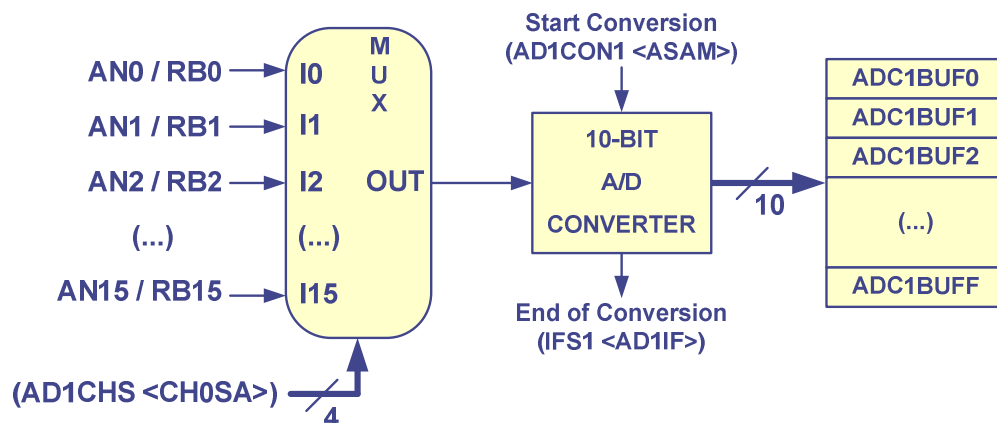 AN0 / RB0
AN1 / RB1
AN2 / RB2
(...)
AN15 / RB15
(AD1CHS <CH0SA>)
4
M
U
X
I0
I1
I2
(...)
I15
OUT
Start Conversion
(AD1CON1 <ASAM>)
10-BIT
A/D
CONVERTER
End of Conversion
(IFS1 <AD1IF>)
10
ADC1BUF0
ADC1BUF1
ADC1BUF2
(...)
ADC1BUFF